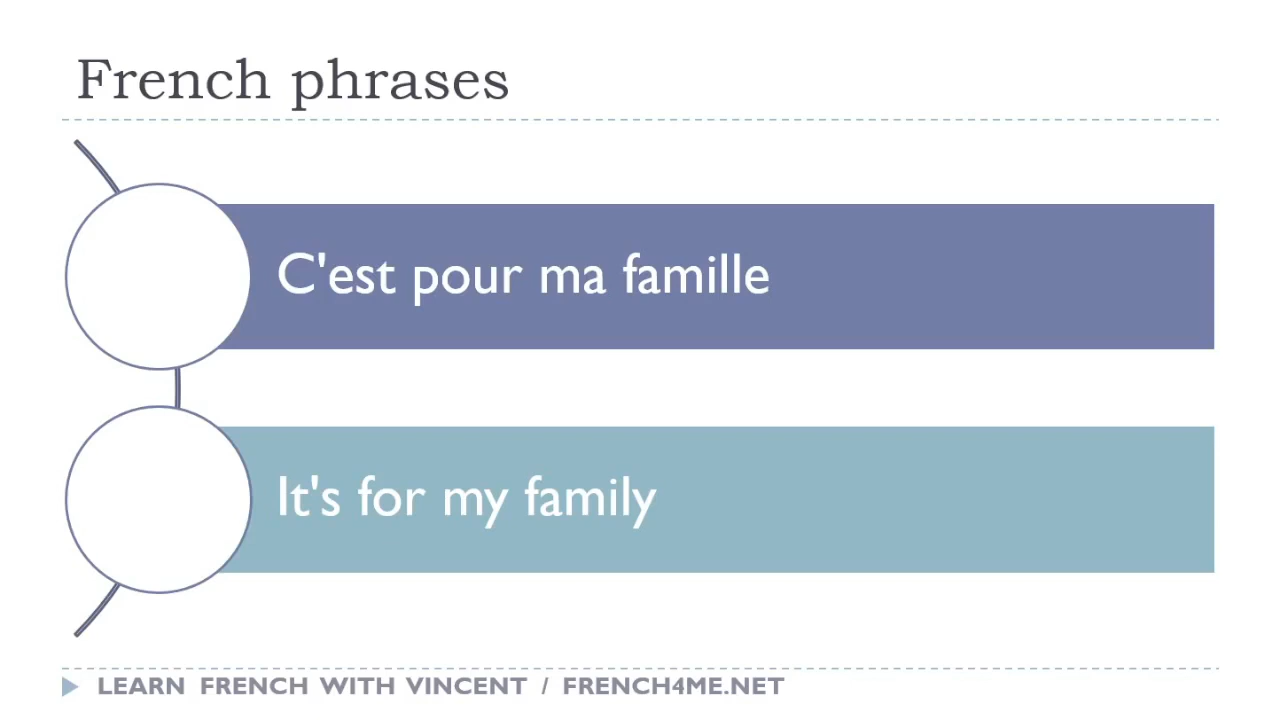 French phrases
C'est pour ma famille
It's for my family
LEARN FRENCH WITH VINCENT / FRENCH4ME.NET